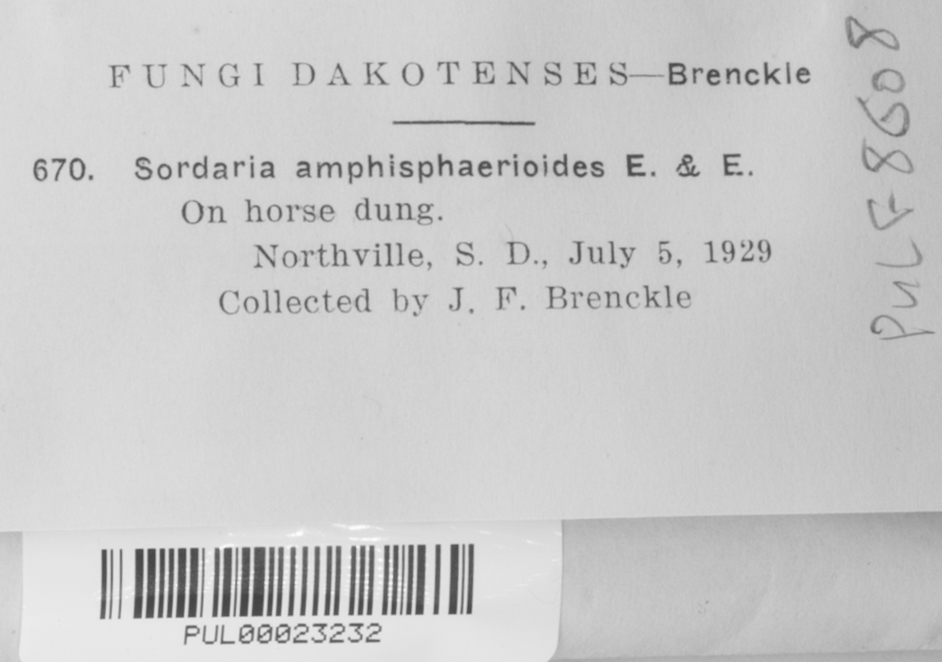 FUNGI DAKOTENSES—Brenckle
670. Sordaria amphisphaerioides E. & E.
On horse dung.
Northville, S. D., July 5, 1929
Collected by J. F. Brenckle
PUL F8608
PUL00023232